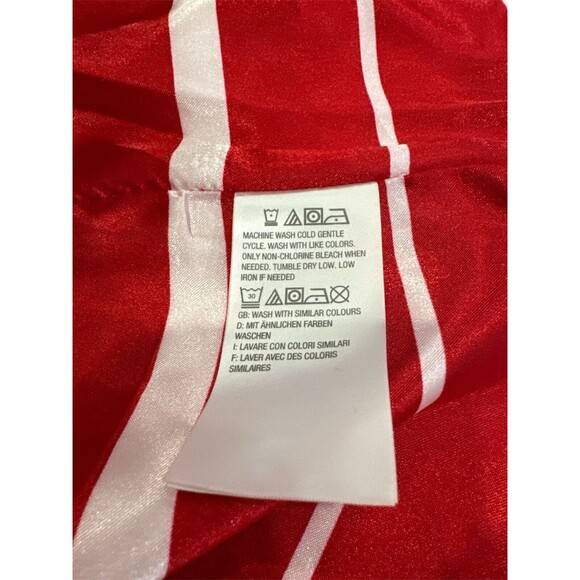 MACHINE WASH COLD GENTLE
CYCLE. WASH WITH LIKE COLORS.
ONLY NON-CHLORINE BLEACH WHEN
NEEDED. TUMBLE DRY LOW. LOW
IRON IF NEEDED
30
GB: WASH WITH SIMILAR COLOURS
D: MIT ÄHNLICHEN FARBEN
WASCHEN
I: LAVARE CON COLORI SIMILARI
F: LAVER AVEC DES COLORIS
SIMILAIRES